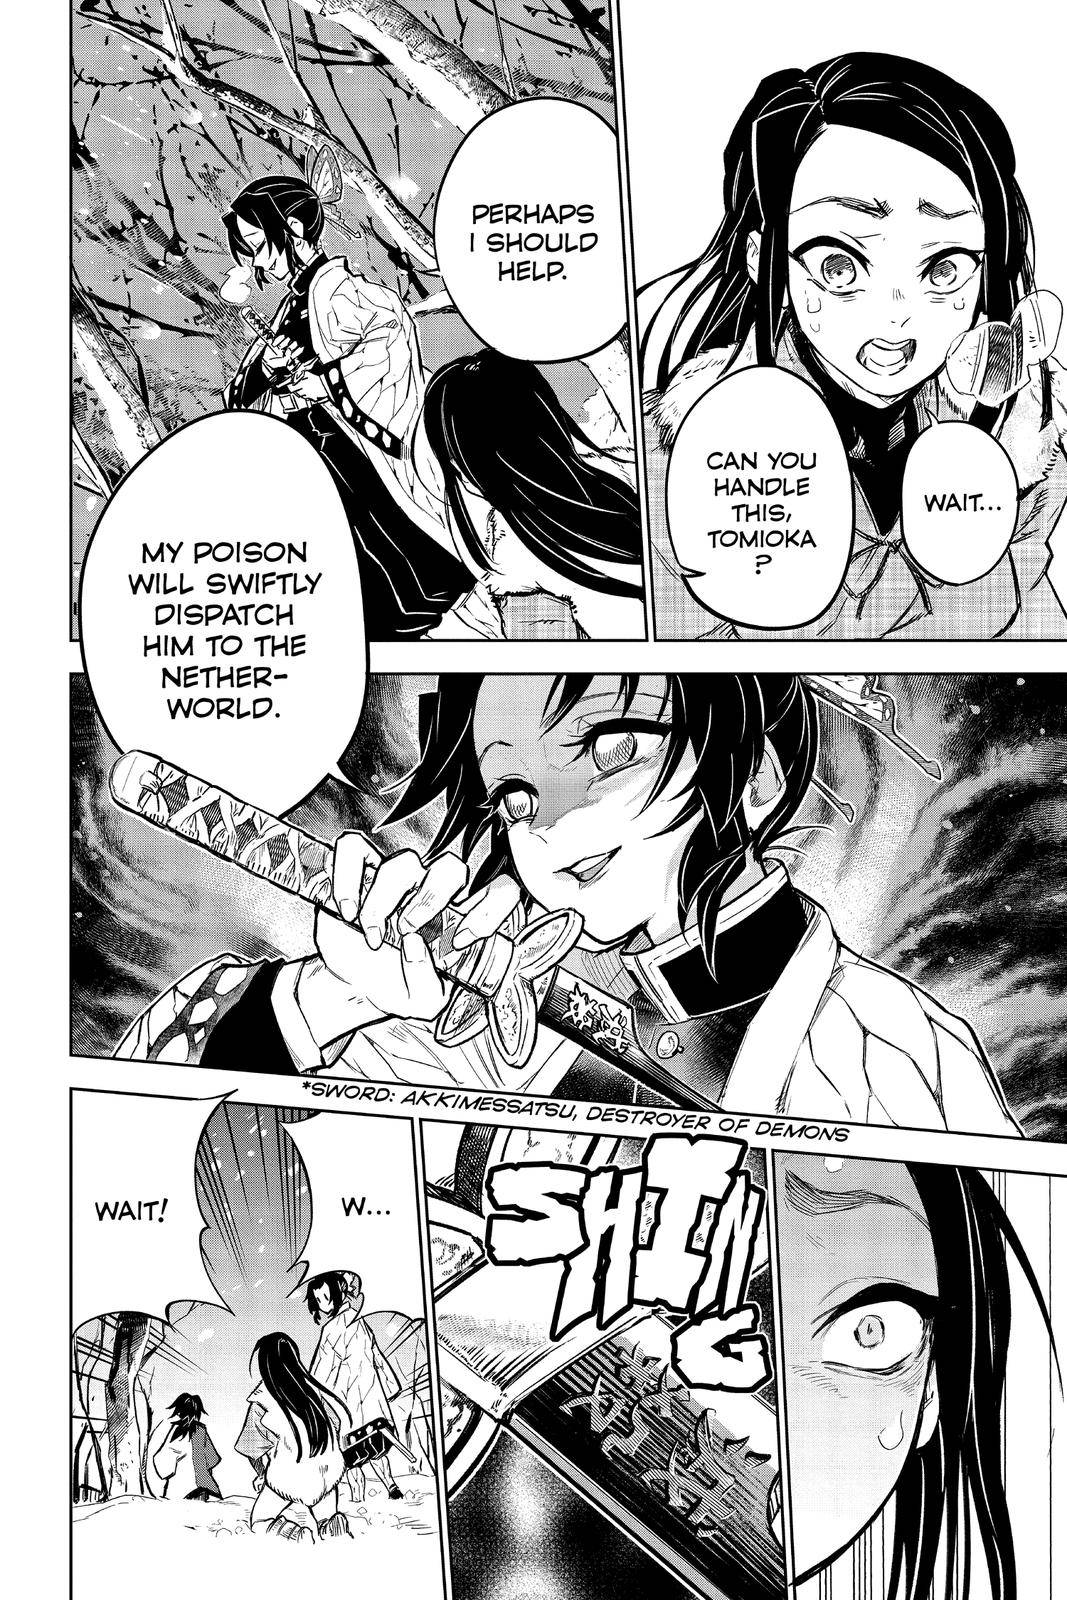 WAIT...
CAN YOU
HANDLE
THIS,
TOMIOKA
?
PERHAPS
I SHOULD
HELP.
MY POISON
WILL SWIFTLY
DISPATCH
HIM TO THE
NETHER-
WORLD.
*SWORD: AKKIMESSATSU, DESTROYER OF DEMONS
SHING
W...
WAIT!